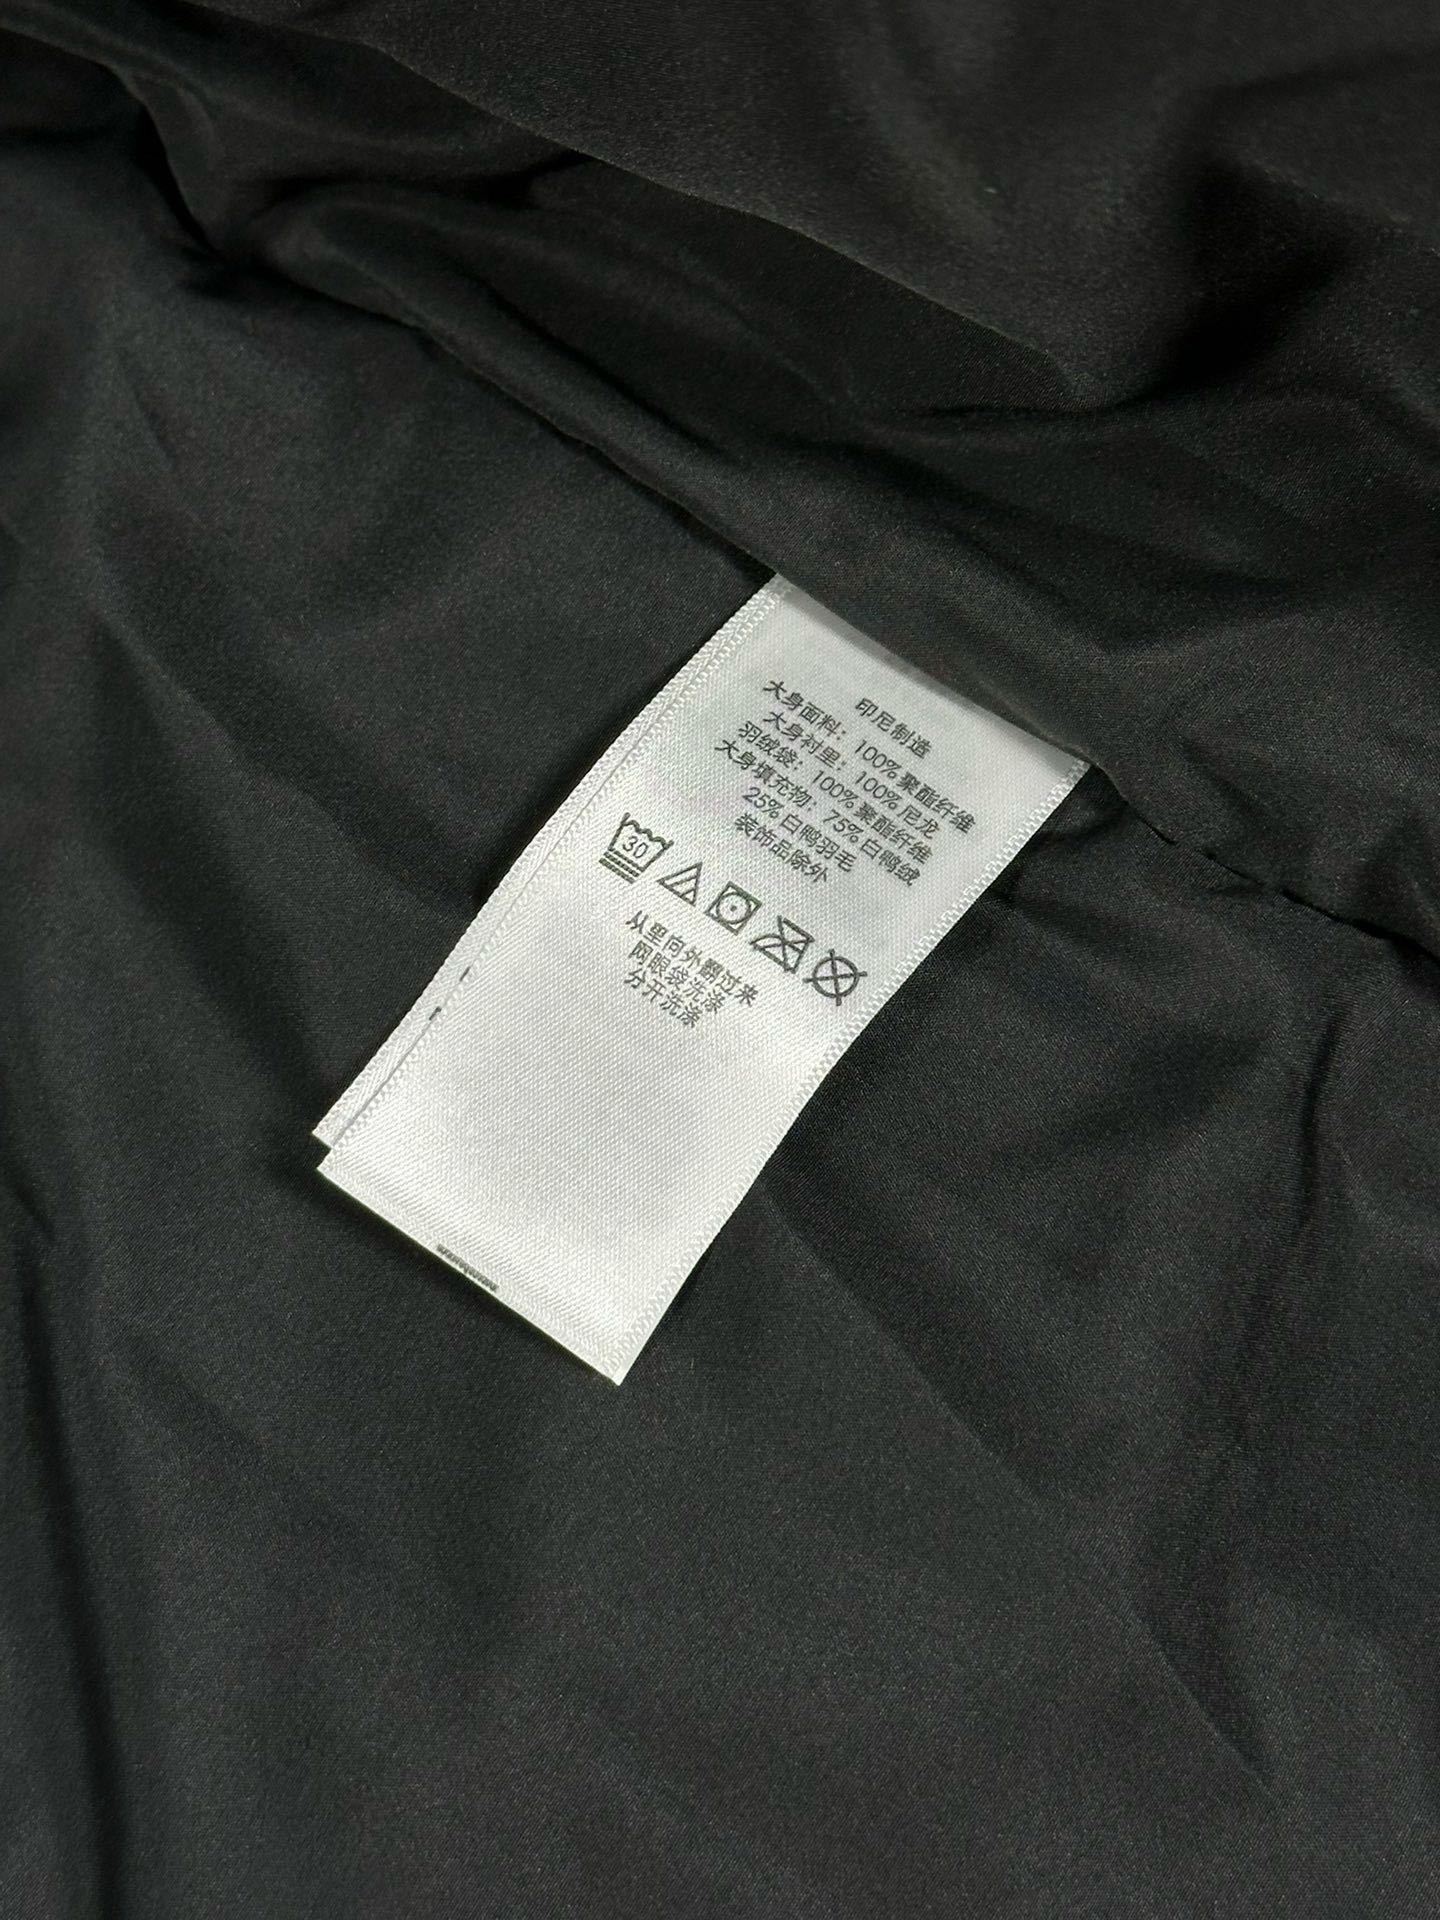 印尼制造
大身面料：100% 聚酯纤维
大身衬里：100% 尼龙
羽绒袋：100% 聚酯纤维
大身填充物：75% 白鸭绒
25% 白鸭羽毛
装饰品除外
30
从里向外翻过来
网眼袋洗涤
分开洗涤